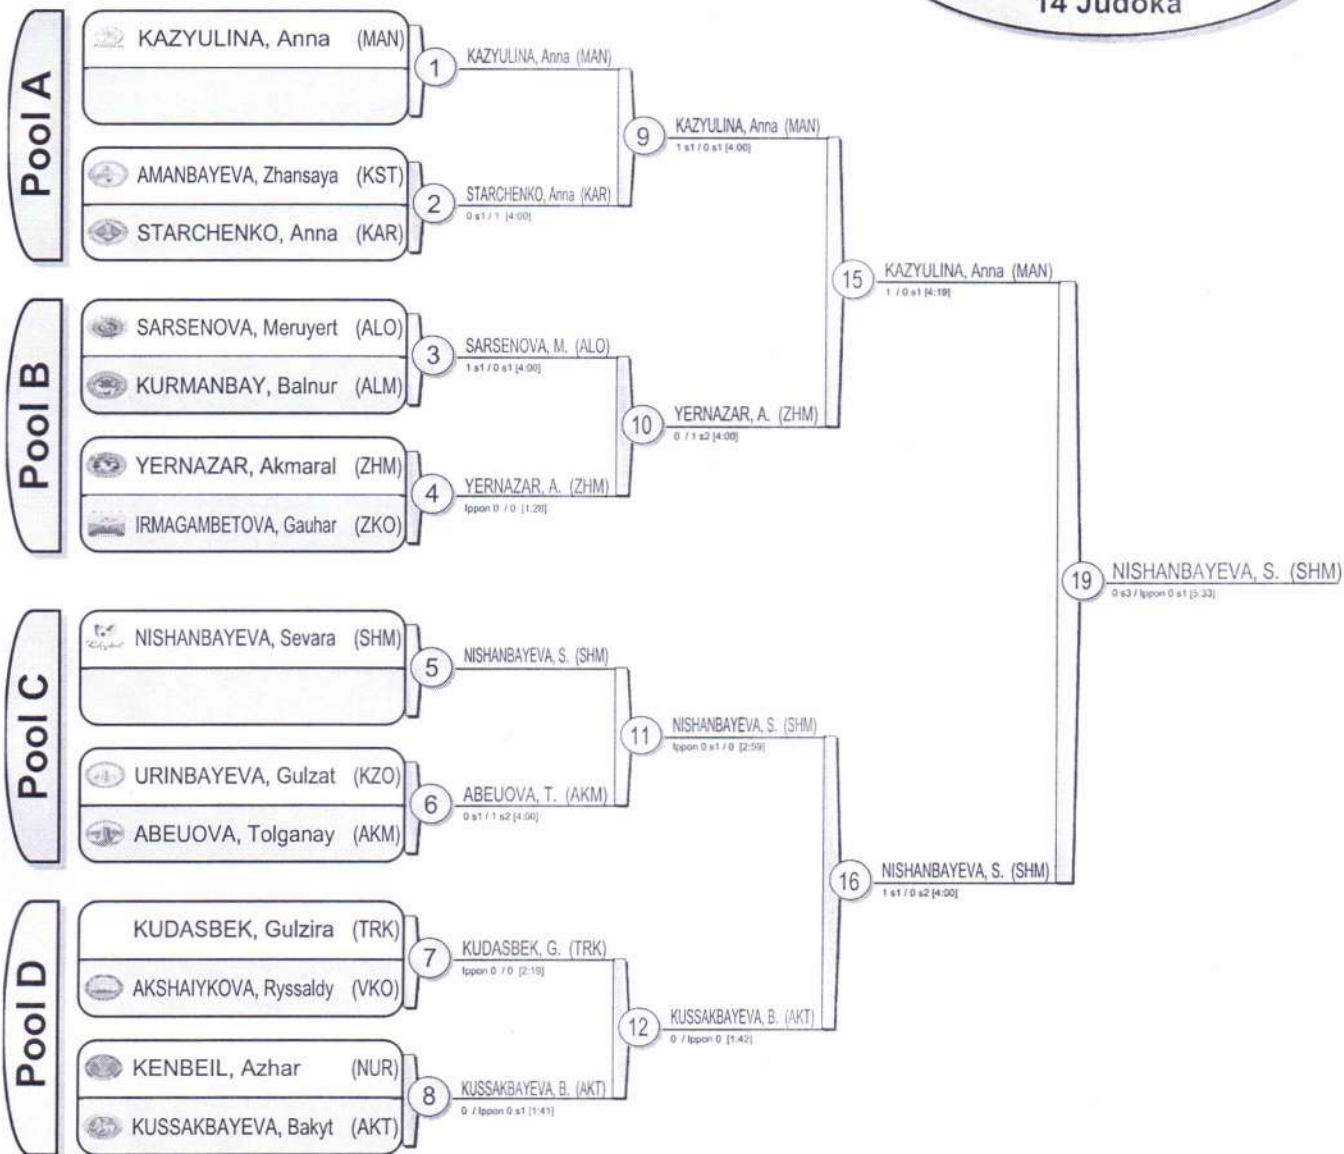 14 Judoka
Pool A
KAZYULINA, Anna (MAN)
AMANBAYEVA, Zhansaya (KST)
STARCHENKO, Anna (KAR)
1
KAZYULINA, Anna (MAN)
2
STARCHENKO, Anna (KAR)
0 s1 / 1 [4:00]
9
KAZYULINA, Anna (MAN)
1 s1 / 0 s1 [4:00]
Pool B
SARSENOVA, Meruyert (ALO)
KURMANBAY, Balnur (ALM)
YERNAZAR, Akmaral (ZHM)
IRMAGAMBETOVA, Gauhar (ZKO)
3
SARSENOVA, M. (ALO)
1 s1 / 0 s1 [4:00]
4
YERNAZAR, A. (ZHM)
Ippon 0 / 0 [1:28]
10
YERNAZAR, A. (ZHM)
0 / 1 s2 [4:00]
15
KAZYULINA, Anna (MAN)
1 / 0 s1 [4:19]
Pool C
NISHANBAYEVA, Sevara (SHM)
URINBAYEVA, Gulzat (KZO)
ABEUOVA, Tolganay (AKM)
5
NISHANBAYEVA, S. (SHM)
6
ABEUOVA, T. (AKM)
0 s1 / 1 s2 [4:00]
11
NISHANBAYEVA, S. (SHM)
Ippon 0 s1 / 0 [2:59]
Pool D
KUDASBEK, Gulzira (TRK)
AKSHAIYKOVA, Ryssaldy (VKO)
KENBEIL, Azhar (NUR)
KUSSAKBAYEVA, Bakyt (AKT)
7
KUDASBEK, G. (TRK)
Ippon 0 / 0 [2:19]
8
KUSSAKBAYEVA, B. (AKT)
0 / Ippon 0 s1 [1:41]
12
KUSSAKBAYEVA, B. (AKT)
0 / Ippon 0 [1:42]
16
NISHANBAYEVA, S. (SHM)
1 s1 / 0 s2 [4:00]
19
NISHANBAYEVA, S. (SHM)
0 s3 / Ippon 0 s1 [5:33]